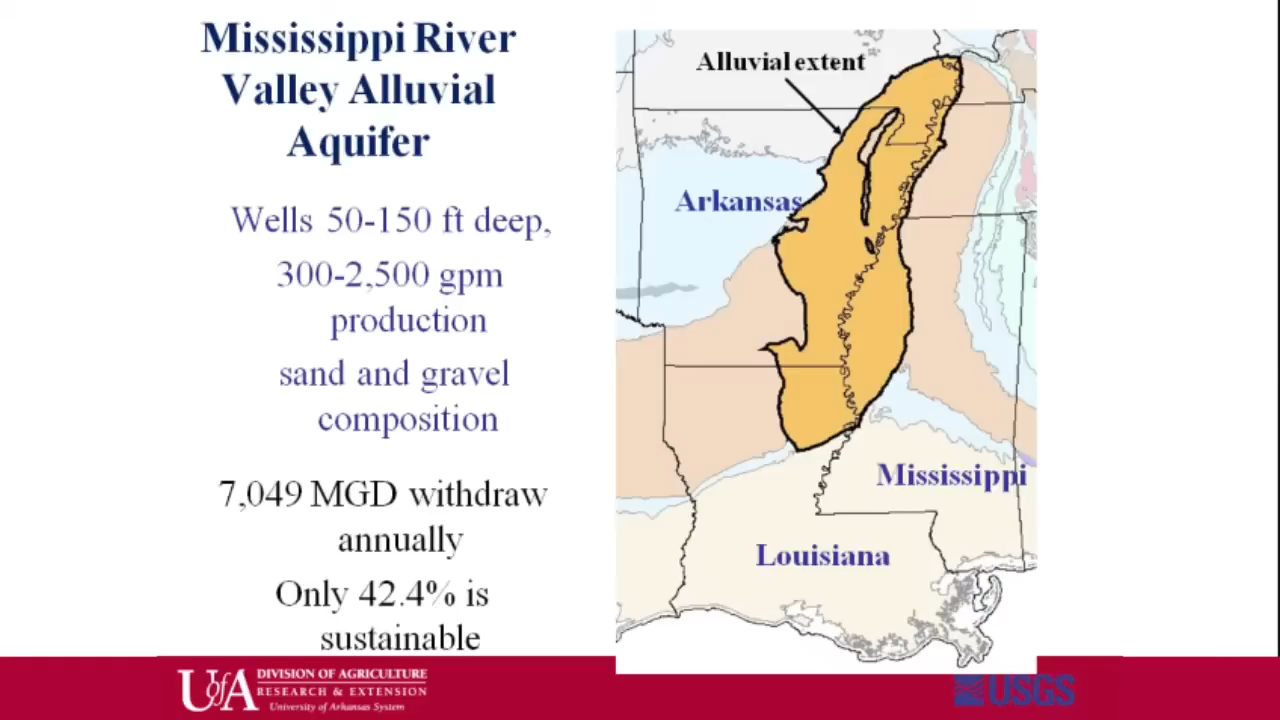 Mississippi River
Valley Alluvial
Aquifer
Wells 50-150 ft deep,
300-2,500 gpm
production
sand and gravel
composition
7,049 MGD withdraw
annually
Only 42.4% is
sustainable
Alluvial extent
Arkansas
Mississippi
Louisiana
UofA
DIVISION OF AGRICULTURE
RESEARCH & EXTENSION
University of Arkansas System
USGS